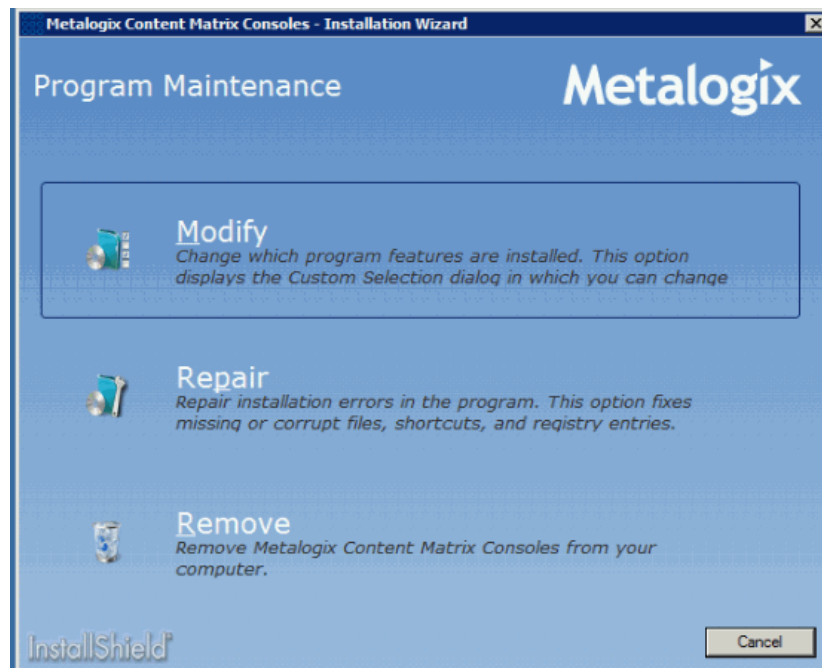 Metalogix Content Matrix Consoles - Installation Wizard
Program Maintenance
Metalogix
Modify
Change which program features are installed. This option
displays the Custom Selection dialog in which you can change
Repair
Repair installation errors in the program. This option fixes
missing or corrupt files, shortcuts, and registry entries.
Remove
Remove Metalogix Content Matrix Consoles from your
computer.
InstallShield
Cancel